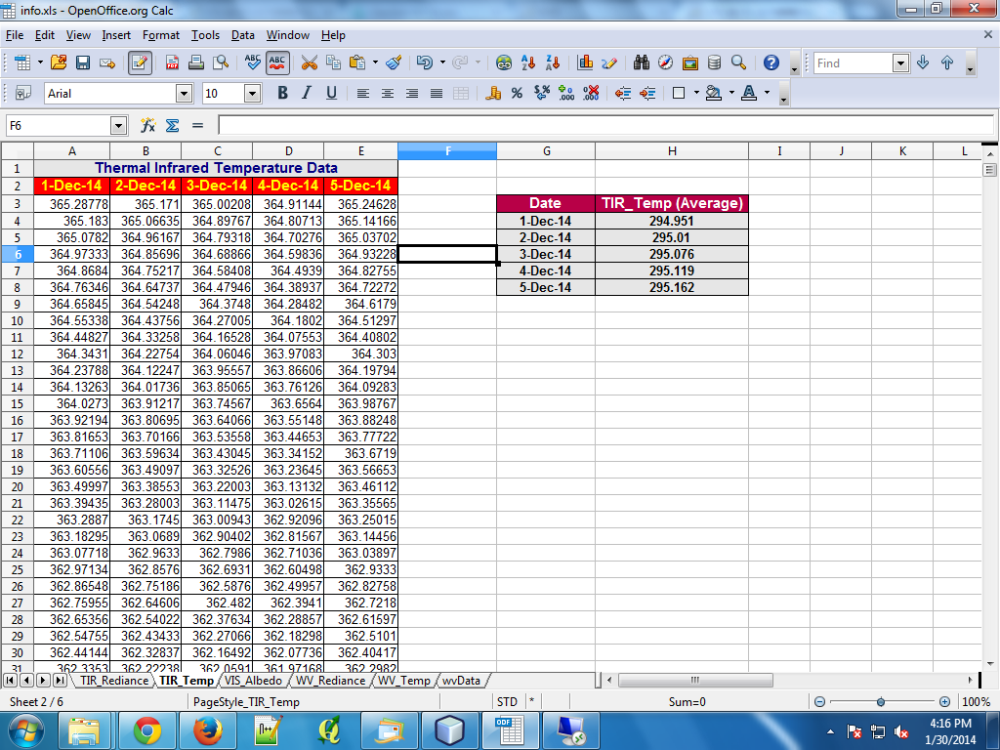 info.xls - OpenOffice.org Calc
File Edit View Insert Format Tools Data Window Help
Find
Arial 10 B I U
F6
A B C D E F G H I J K L
1 Thermal Infrared Temperature Data
2 1-Dec-14 2-Dec-14 3-Dec-14 4-Dec-14 5-Dec-14
3 365.28778 365.171 365.00208 364.91144 365.24628 Date TIR_Temp (Average)
4 365.183 365.06635 364.89767 364.80713 365.14166 1-Dec-14 294.951
5 365.0782 364.96167 364.79318 364.70276 365.03702 2-Dec-14 295.01
6 364.97333 364.85696 364.68866 364.59836 364.93228 3-Dec-14 295.076
7 364.8684 364.75217 364.58408 364.4939 364.82755 4-Dec-14 295.119
8 364.76346 364.64737 364.47946 364.38937 364.72272 5-Dec-14 295.162
9 364.65845 364.54248 364.3748 364.28482 364.6179
10 364.55338 364.43756 364.27005 364.1802 364.51297
11 364.44827 364.33258 364.16528 364.07553 364.40802
12 364.3431 364.22754 364.06046 363.97083 364.303
13 364.23788 364.12247 363.95557 363.86606 364.19794
14 364.13263 364.01736 363.85065 363.76126 364.09283
15 364.0273 363.91217 363.74567 363.6564 363.98767
16 363.92194 363.80695 363.64066 363.55148 363.88248
17 363.81653 363.70166 363.53558 363.44653 363.77722
18 363.71106 363.59634 363.43045 363.34152 363.6719
19 363.60556 363.49097 363.32526 363.23645 363.56653
20 363.49997 363.38553 363.22003 363.13132 363.46112
21 363.39435 363.28003 363.11475 363.02615 363.35565
22 363.2887 363.1745 363.00943 362.92096 363.25015
23 363.18295 363.0689 362.90402 362.81567 363.14456
24 363.07718 362.9633 362.7986 362.71036 363.03897
25 362.97134 362.8576 362.6931 362.60498 362.9333
26 362.86548 362.75186 362.5876 362.49957 362.82758
27 362.75955 362.64606 362.482 362.3941 362.7218
28 362.65356 362.54022 362.37634 362.28857 362.61597
29 362.54755 362.43433 362.27066 362.18298 362.5101
30 362.44144 362.32837 362.16492 362.07736 362.40417
31 362.3353 362.22238 362.0591 361.97168 362.2982
TIR_Rediance TIR_Temp VIS_Albedo WV_Rediance WV_Temp wvData
Sheet 2 / 6 PageStyle_TIR_Temp STD * Sum=0 100%
4:16 PM
1/30/2014